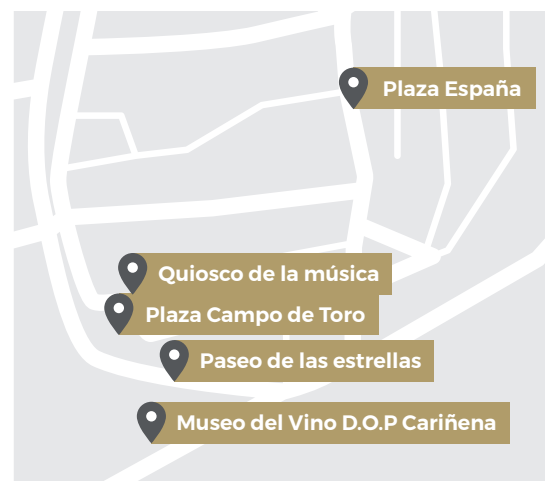 Plaza España
Quiosco de la música
Plaza Campo de Toro
Paseo de las estrellas
Museo del Vino D.O.P Cariñena